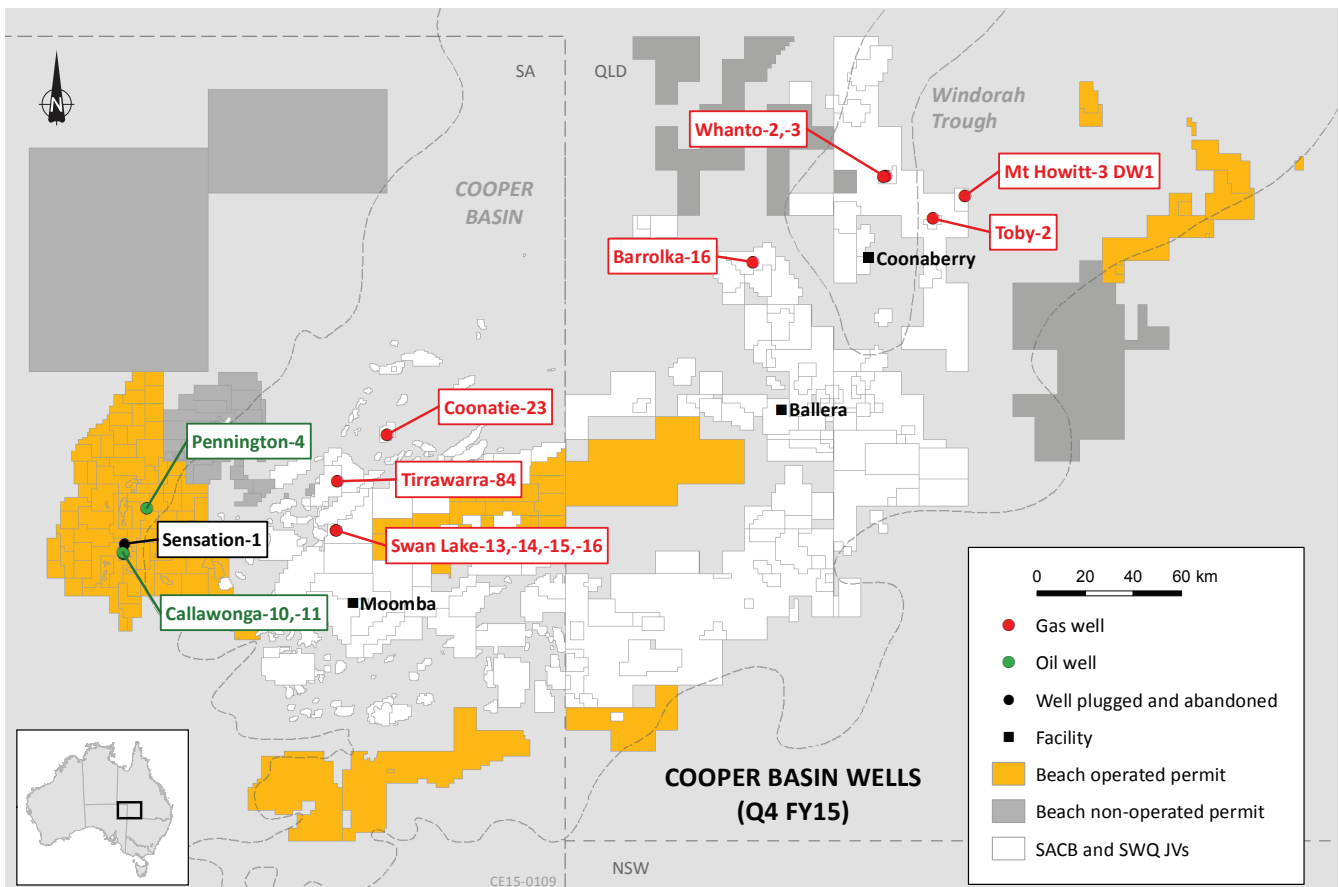 N
SA
QLD
Windorah
Trough
Whanto-2,-3
Mt Howitt-3 DW1
COOPER
BASIN
Toby-2
Barrolka-16
Coonaberry
Coonatie-23
Ballera
Pennington-4
Tirrawarra-84
Sensation-1
Swan Lake-13,-14,-15,-16
Callawonga-10,-11
Moomba
0 20 40 60 km
Gas well
Oil well
Well plugged and abandoned
Facility
Beach operated permit
Beach non-operated permit
SACB and SWQ JVs
COOPER BASIN WELLS
(Q4 FY15)
NSW
CE15-0109